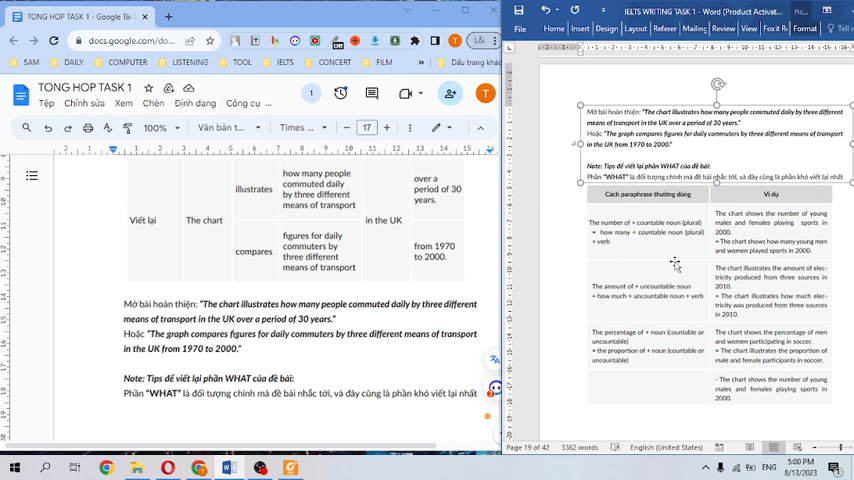 TONG HOP TASK 1 - Google Tài l
docs.google.com/do...
Off
T
Lỗi
SAM
DAILY
COMPUTER
LISTENING
TOOL
IELTS
CONCERT
FILM
Dấu trang khác
TONG HOP TASK 1
Tệp Chỉnh sửa Xem Chèn Định dạng Công cụ ...
1
T
100%
Văn bản ...
Times ...
17
Viết lại
The chart
illustrates
how many people
commuted daily
by three different
means of transport
in the UK
over a
period of 30
years.
compares
figures for daily
commuters by
three different
means of transport
from 1970
to 2000.
Mở bài hoàn thiện: "The chart illustrates how many people commuted daily by three different
means of transport in the UK over a period of 30 years."
Hoặc "The graph compares figures for daily commuters by three different means of transport
in the UK from 1970 to 2000."
Note: Tips để viết lại phần WHAT của đề bài:
Phần "WHAT" là đối tượng chính mà đề bài nhắc tới, và đây cũng là phần khó viết lại nhất
IELTS WRITING TASK 1 - Word (Product Activat...
Pic...
File Home Insert Design Layout Referer Mailing Review View Foxit R Format Tell me
Mở bài hoàn thiện: "The chart illustrates how many people commuted daily by three different
means of transport in the UK over a period of 30 years."
Hoặc "The graph compares figures for daily commuters by three different means of transport
in the UK from 1970 to 2000."
Note: Tips để viết lại phần WHAT của đề bài:
Phần "WHAT" là đối tượng chính mà đề bài nhắc tới, và đây cũng là phần khó viết lại nhất
Cách paraphrase thường dùng
Ví dụ
The number of + countable noun (plural)
= how many + countable noun (plural)
+ verb
The chart shows the number of young
males and females playing sports in
2000.
= The chart shows how many young men
and women played sports in 2000.
The amount of + uncountable noun
= how much + uncountable noun + verb
The chart illustrates the amount of elec-
tricity produced from three sources in
2010.
= The chart illustrates how much elec-
tricity was produced from three sources
in 2010.
The percentage of + noun (countable or
uncountable)
= the proportion of + noun (countable or
uncountable)
The chart shows the percentage of men
and women participating in soccer.
= The chart illustrates the proportion of
male and female participants in soccer.
- The chart shows the number of young
males and females playing sports in
2000.
Page 19 of 42
3362 words
English (United States)
ENG
5:00 PM
8/13/2023